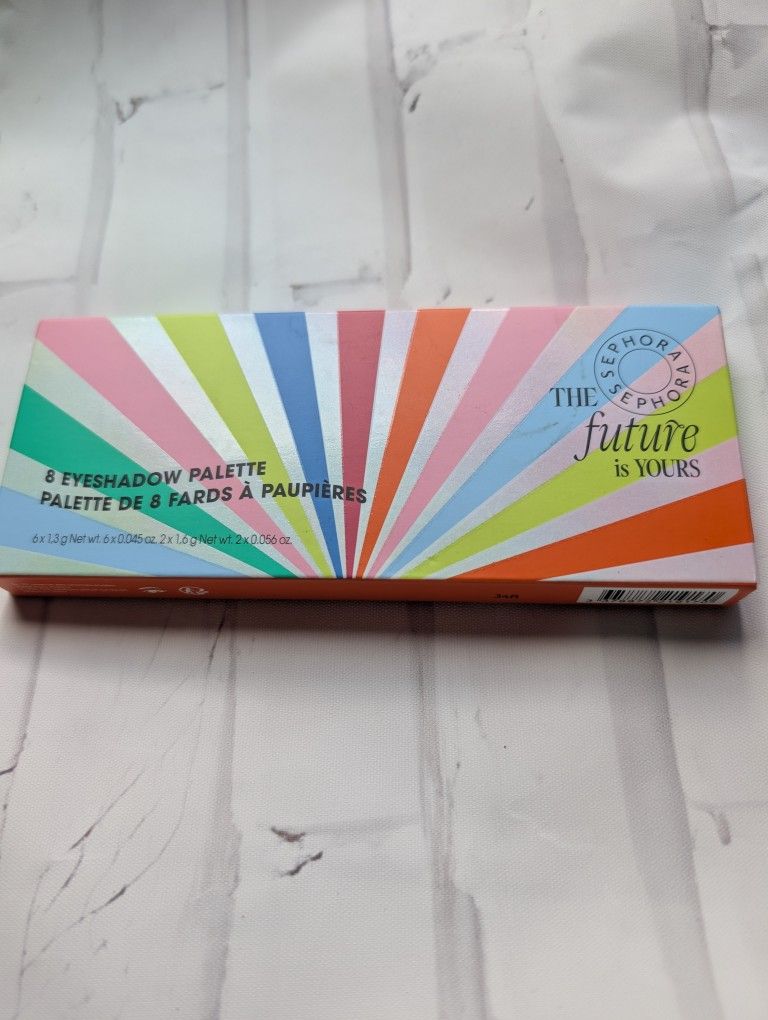 SEPHORA
SEPHORA
THE
future
is YOURS
8 EYESHADOW PALETTE
PALETTE DE 8 FARDS À PAUPIÈRES
6 x 1,3 g Net wt. 6 x 0.045 oz. 2 x 1,6 g Net wt. 2 x 0.056 oz.